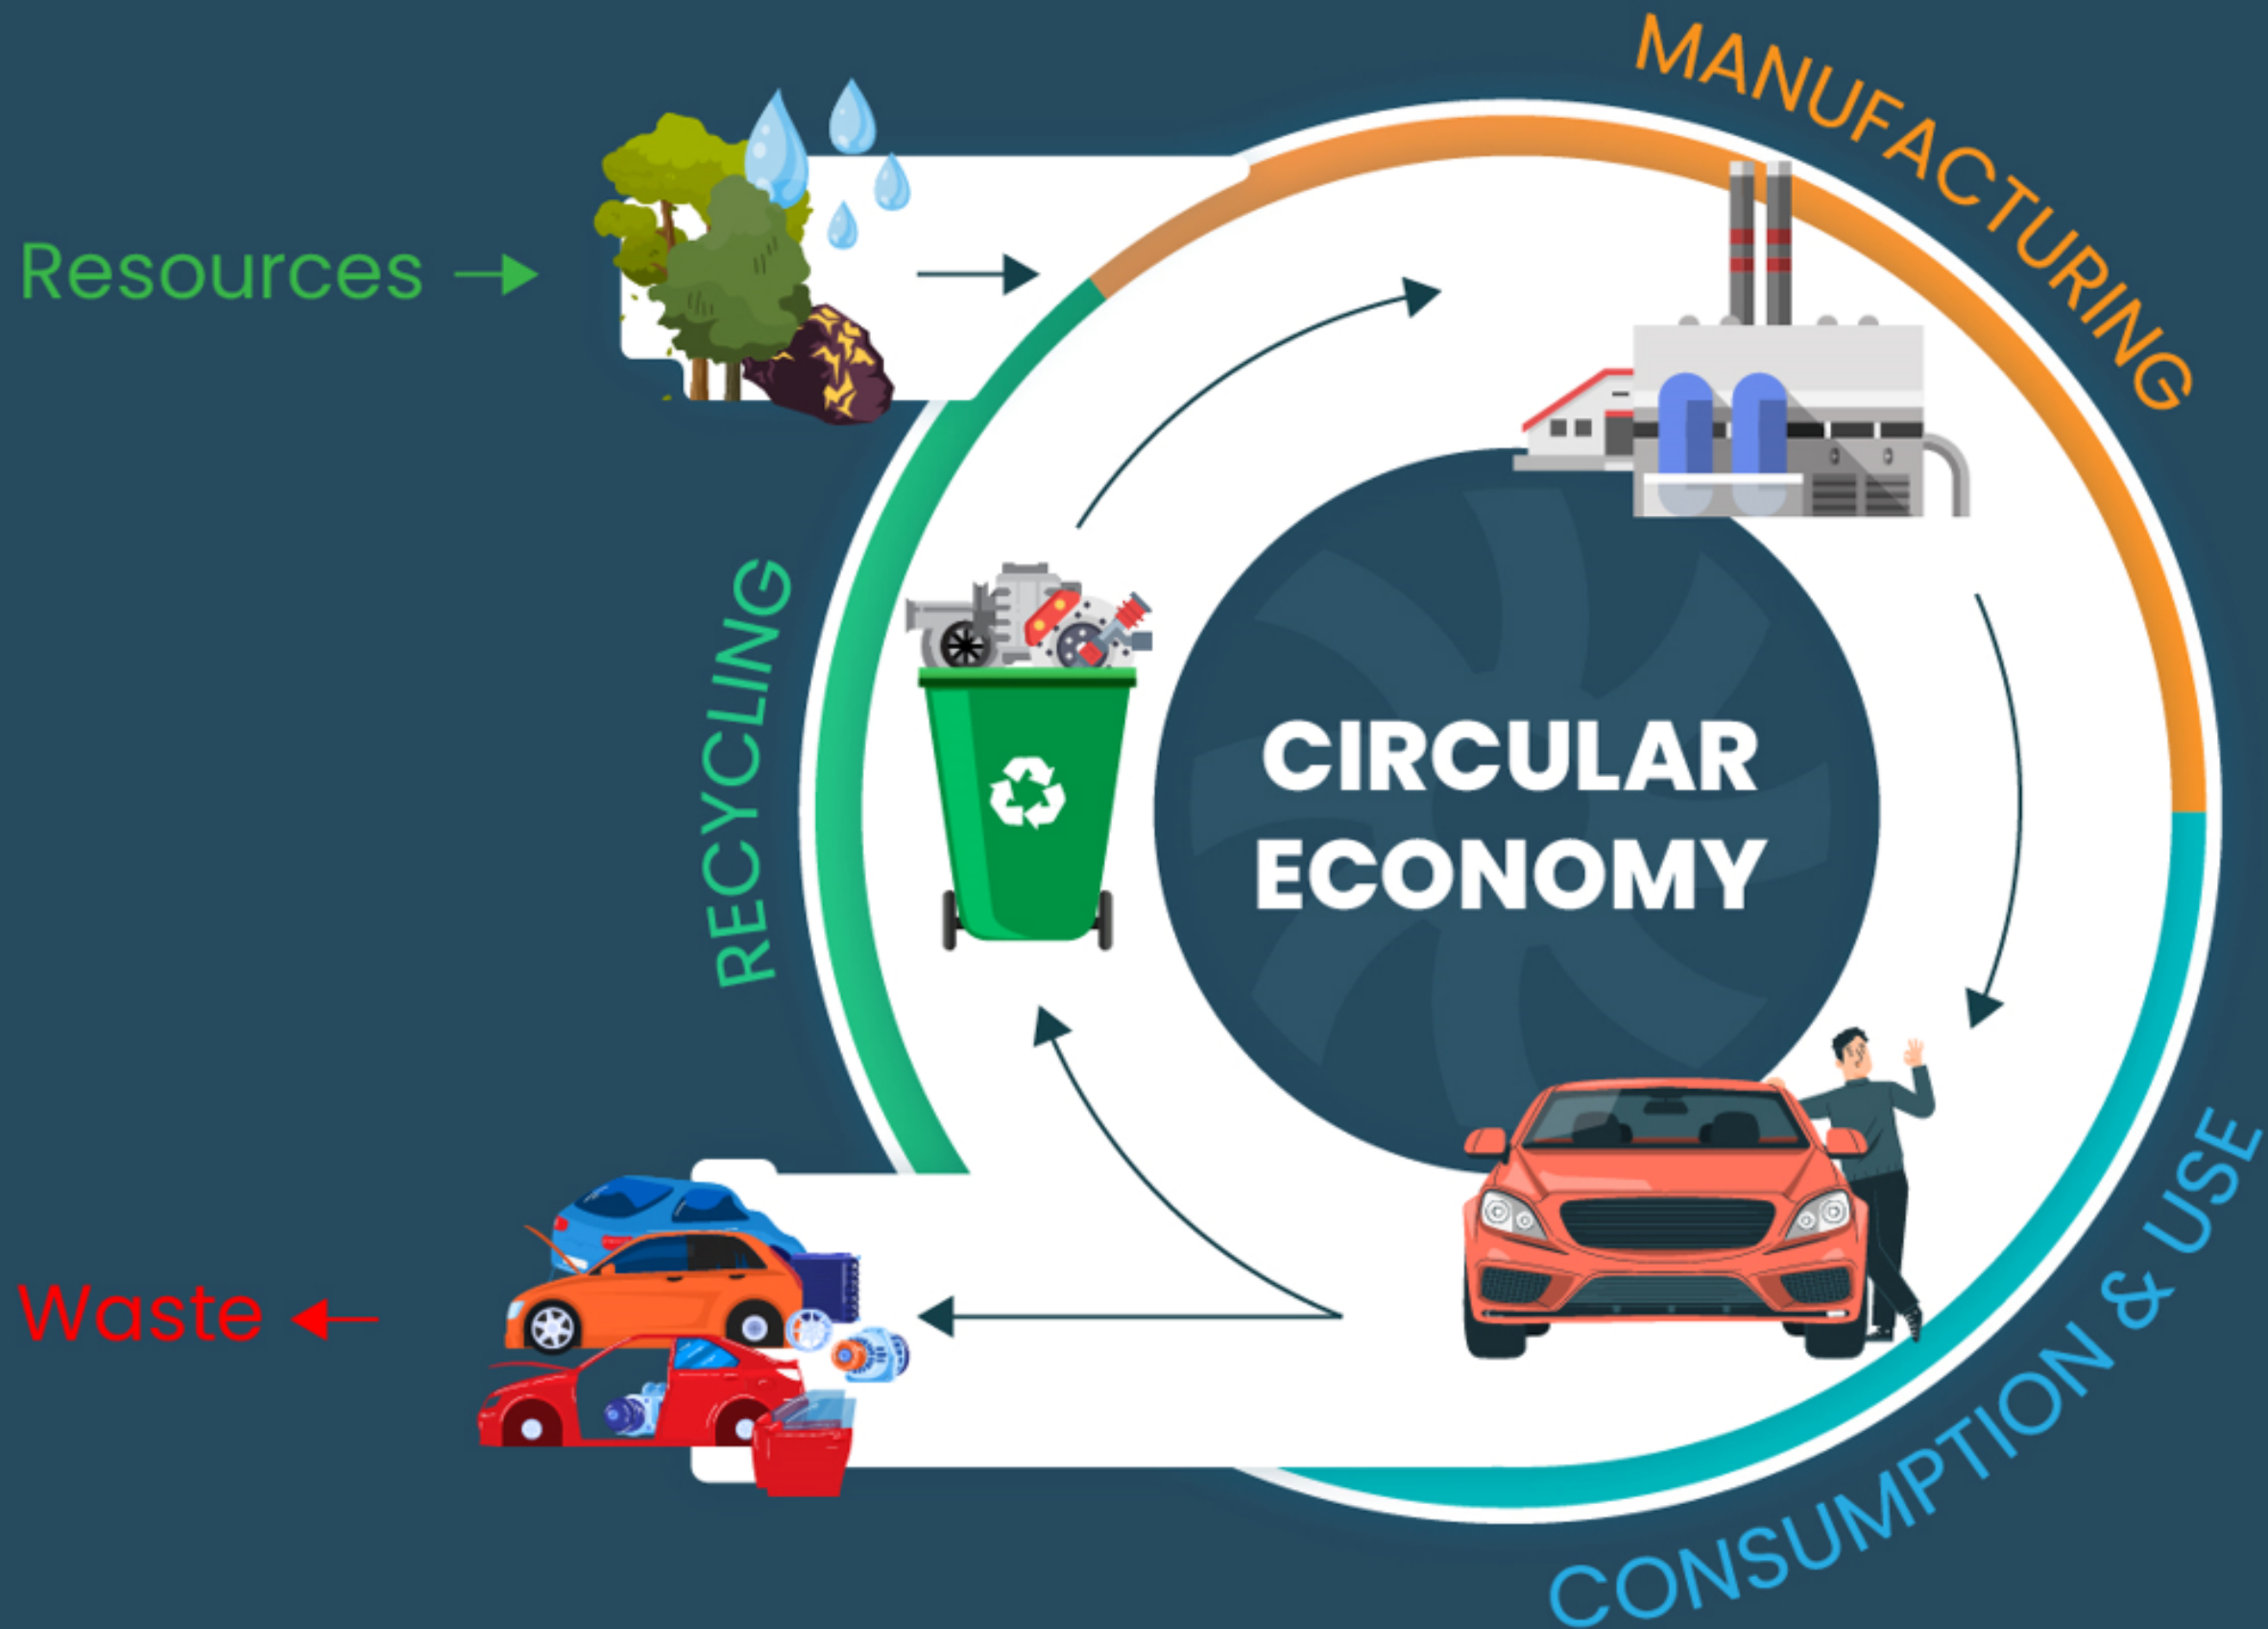 MANUFACTURING
Resources
RECYCLING
CIRCULAR
ECONOMY
Waste
CONSUMPTION & USE